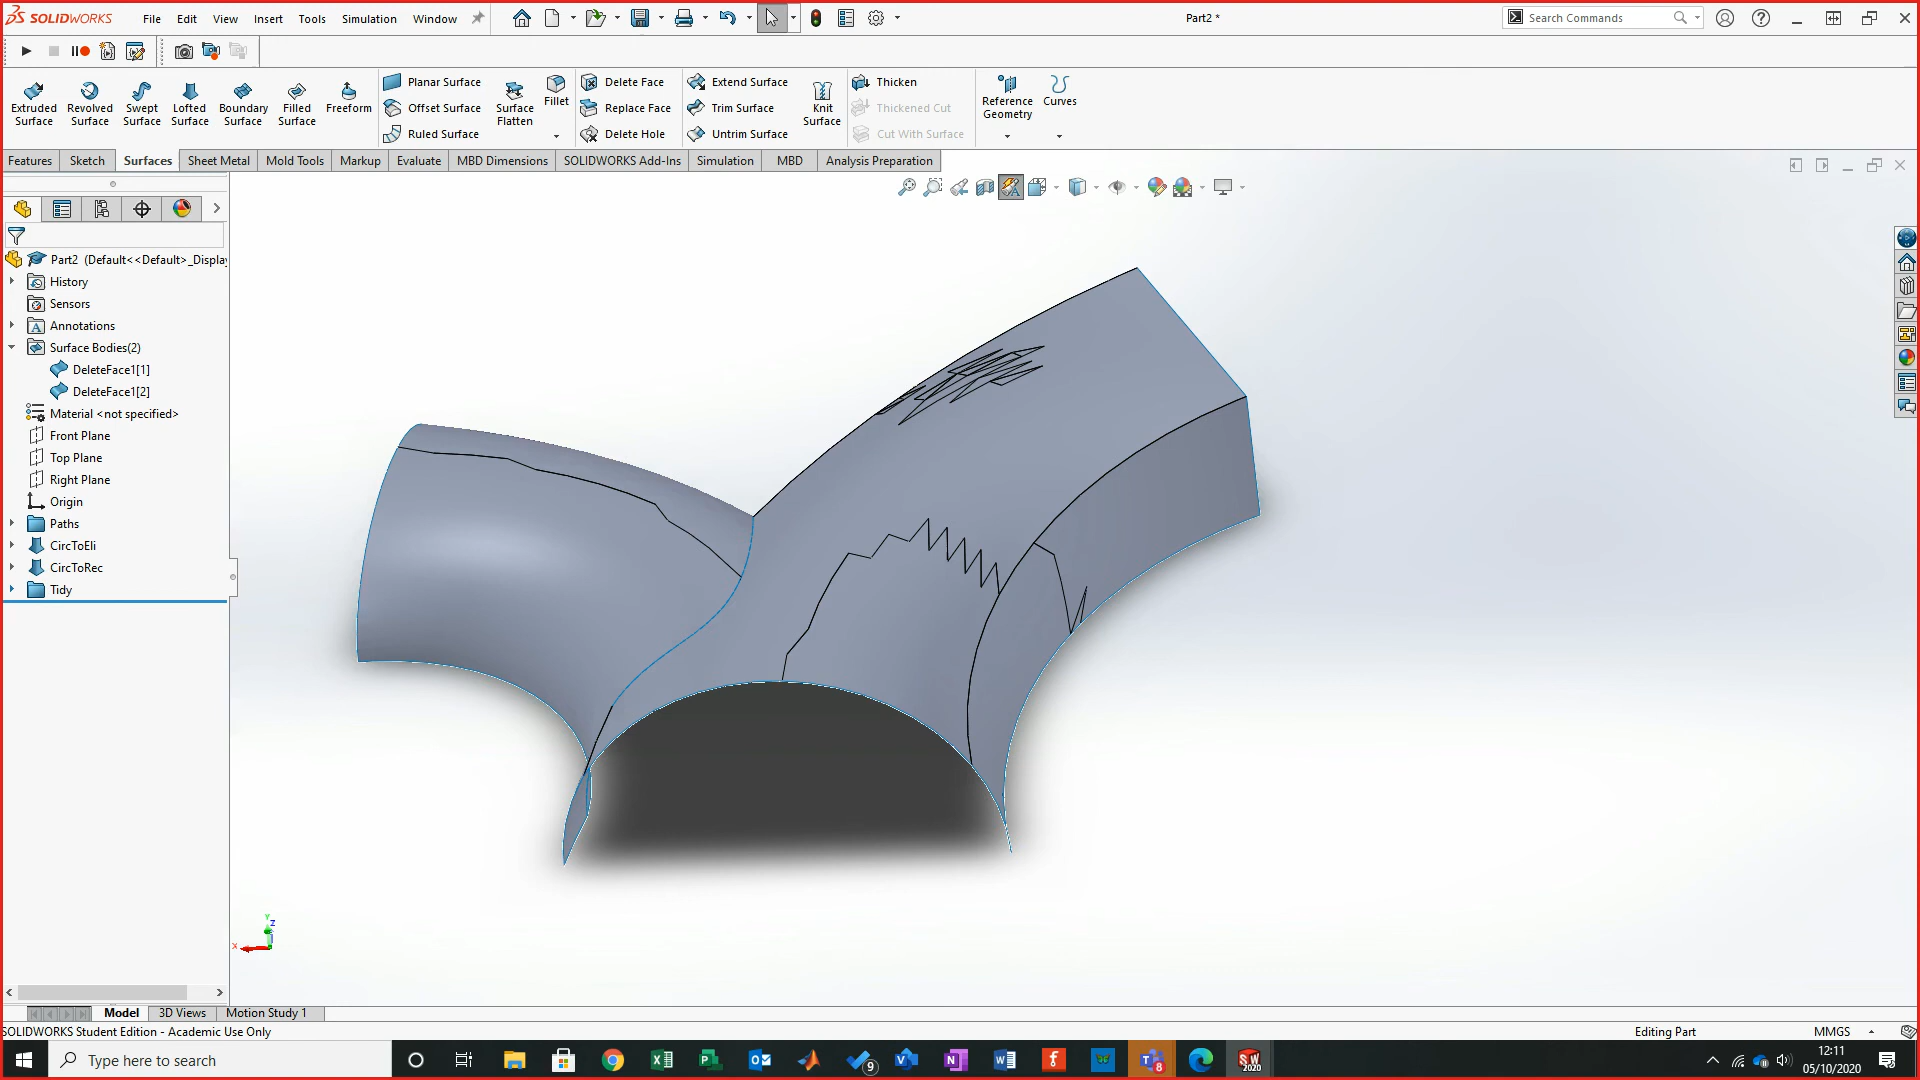 SOLIDWORKS
File Edit View Insert Tools Simulation Window
Part2 *
Search Commands
Extruded Surface
Revolved Surface
Swept Surface
Lofted Surface
Boundary Surface
Filled Surface
Freeform
Planar Surface
Offset Surface
Ruled Surface
Surface Flatten
Fillet
Delete Face
Replace Face
Delete Hole
Extend Surface
Trim Surface
Untrim Surface
Knit Surface
Thicken
Thickened Cut
Cut With Surface
Reference Geometry
Curves
Features Sketch Surfaces Sheet Metal Mold Tools Markup Evaluate MBD Dimensions SOLIDWORKS Add-Ins Simulation MBD Analysis Preparation
Part2 (Default<<Default>_Display
History
Sensors
Annotations
Surface Bodies(2)
DeleteFace1[1]
DeleteFace1[2]
Material <not specified>
Front Plane
Top Plane
Right Plane
Origin
Paths
CircToEli
CircToRec
Tidy
Y
Z
X
Model 3D Views Motion Study 1
SOLIDWORKS Student Edition - Academic Use Only
Editing Part
MMGS
Type here to search
9
8
SW
2020
12:11
05/10/2020